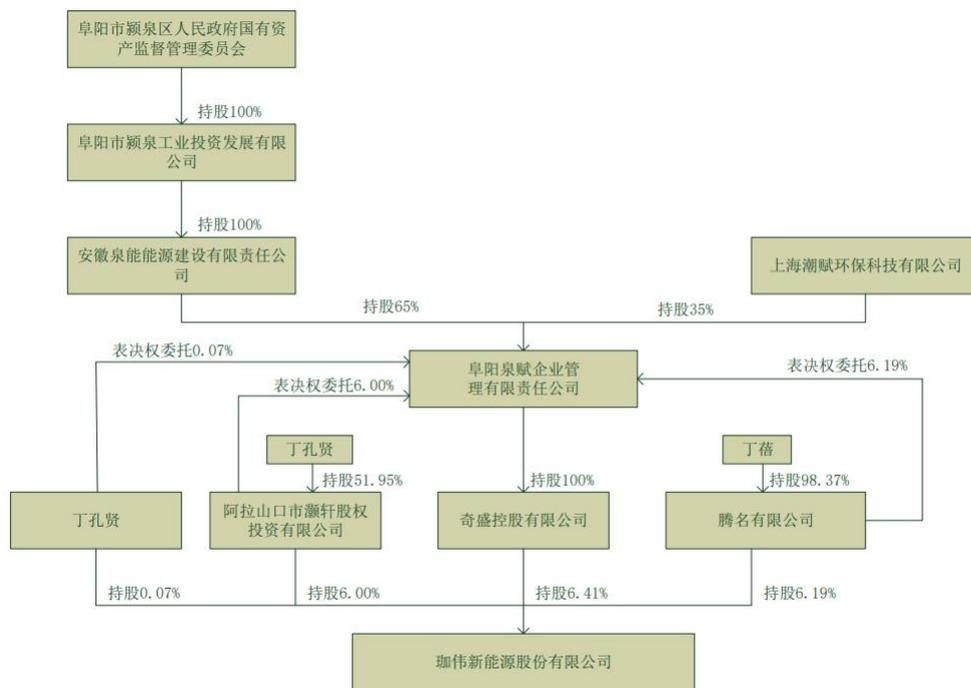 阜阳市颍泉区人民政府国有资
产监督管理委员会
持股100%
阜阳市颍泉工业投资发展有限
公司
持股100%
安徽泉能能源建设有限责任公
司
上海潮赋环保科技有限公司
持股65%
持股35%
表决权委托0.07%
阜阳泉赋企业管
理有限责任公司
表决权委托6.19%
表决权委托6.00%
丁孔贤
丁蓓
持股51.95%
持股100%
持股98.37%
丁孔贤
阿拉山口市灏轩股权
投资有限公司
奇盛控股有限公司
腾名有限公司
持股0.07%
持股6.00%
持股6.41%
持股6.19%
珈伟新能源股份有限公司